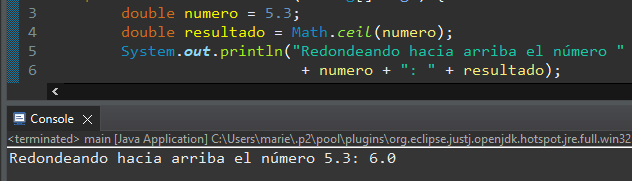 3 double numero = 5.3;
4 double resultado = Math.ceil(numero);
5 System.out.println("Redondeando hacia arriba el número "
6 + numero + ": " + resultado);
Console
<terminated> main [Java Application] C:\Users\marie\.p2\pool\plugins\org.eclipse.justj.openjdk.hotspot.jre.full.win32
Redondeando hacia arriba el número 5.3: 6.0